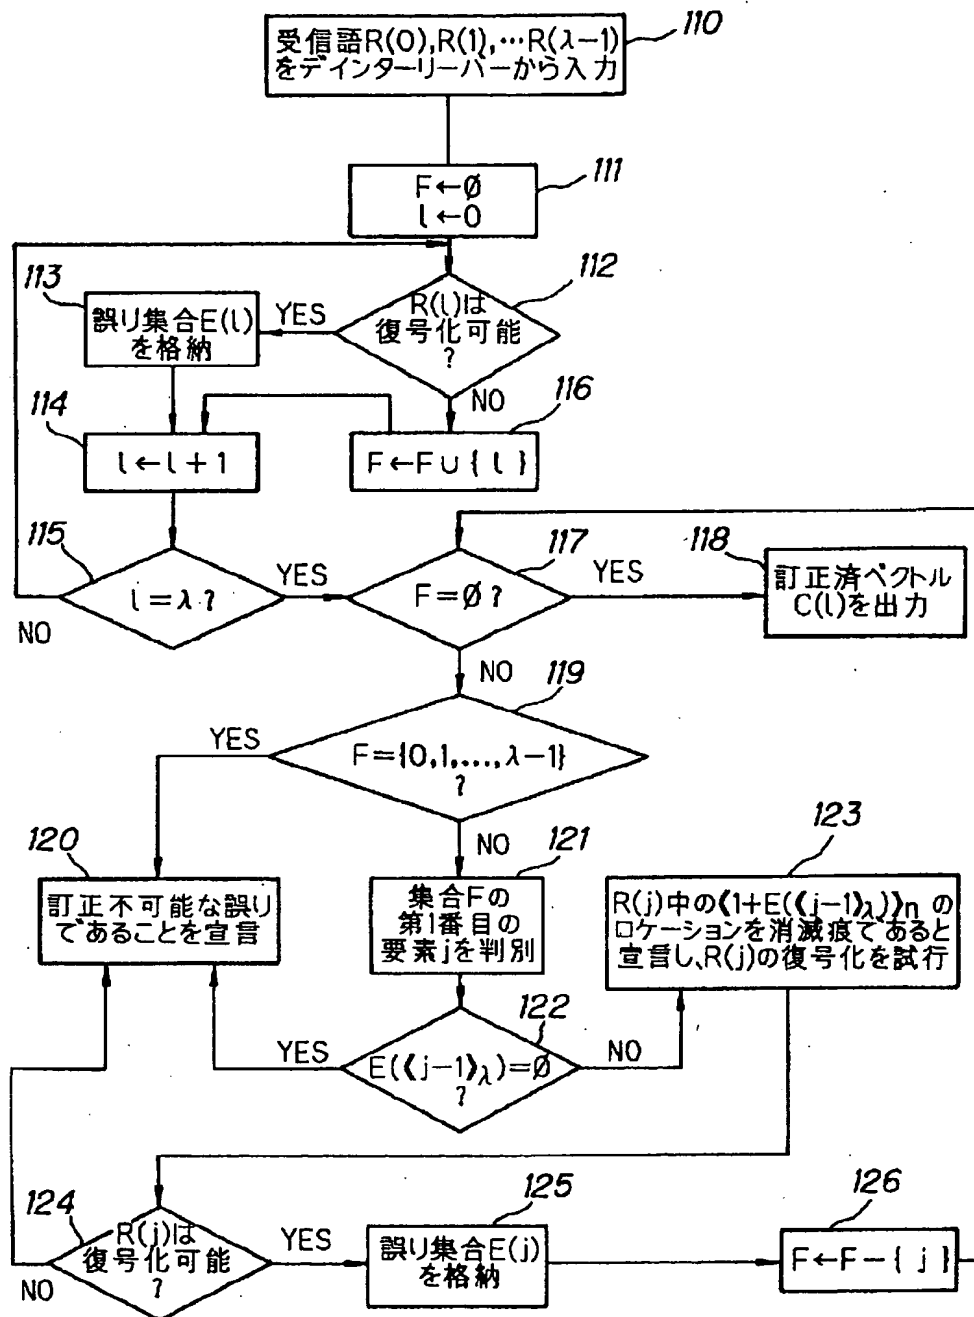 110
受信語R(0),R(1),…R(λ−1)
をデインターリーバーから入力
111
F←Ø
l←0
112
R(l)は
復号化可能
?
YES
NO
113
誤り集合E(l)
を格納
114
l←l+1
116
F←F∪{l}
115
l=λ?
YES
NO
117
F=Ø?
YES
NO
118
訂正済ベクトル
C(l)を出力
119
F={0,1,...,λ−1}
?
YES
NO
120
訂正不可能な誤り
であることを宣言
121
集合Fの
第1番目の
要素jを判別
122
E(《j−1》λ)=Ø
?
YES
NO
123
R(j)中の《1+E(《j−1》λ)》nの
ロケーションを消滅痕であると
宣言し、R(j)の復号化を試行
124
R(j)は
復号化可能
?
YES
NO
125
誤り集合E(j)
を格納
126
F←F−{j}